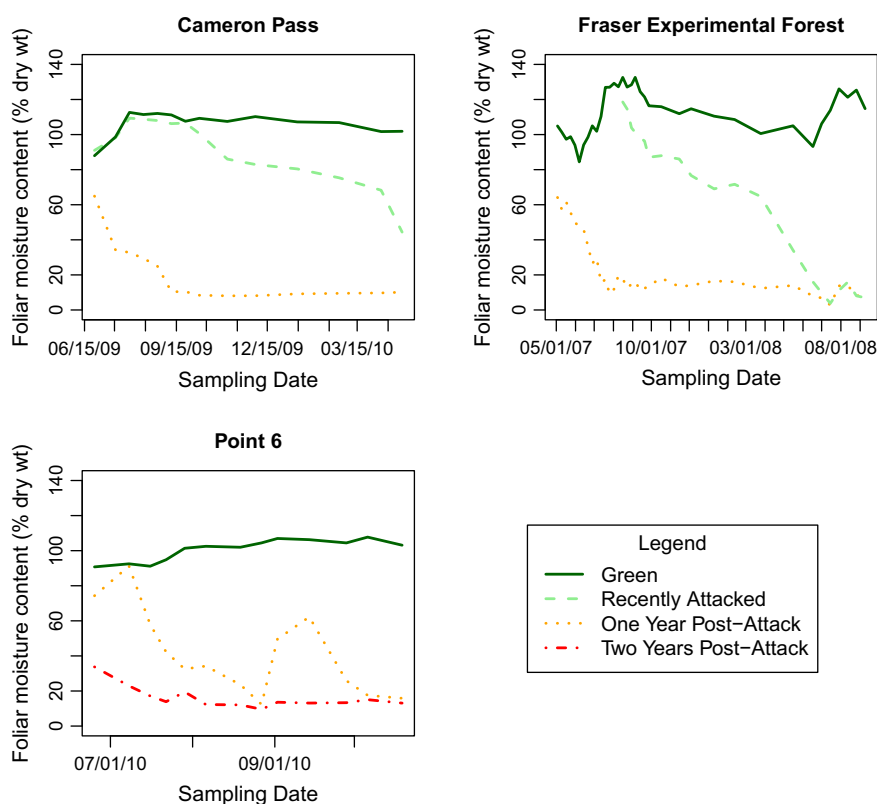 Cameron Pass
Foliar moisture content (% dry wt)
140
100
60
20
0
06/15/09 09/15/09 12/15/09 03/15/10
Sampling Date
Fraser Experimental Forest
Foliar moisture content (% dry wt)
140
100
60
20
0
05/01/07 10/01/07 03/01/08 08/01/08
Sampling Date
Point 6
Foliar moisture content (% dry wt)
140
100
60
20
0
07/01/10 09/01/10
Sampling Date
Legend
Green
Recently Attacked
One Year Post−Attack
Two Years Post−Attack